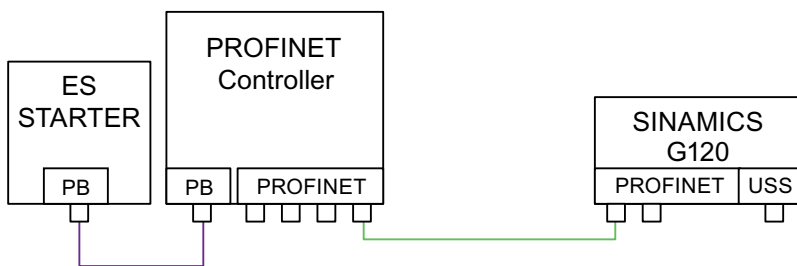 ES
STARTER
PB
PROFINET
Controller
PB
PROFINET
SINAMICS
G120
PROFINET
USS